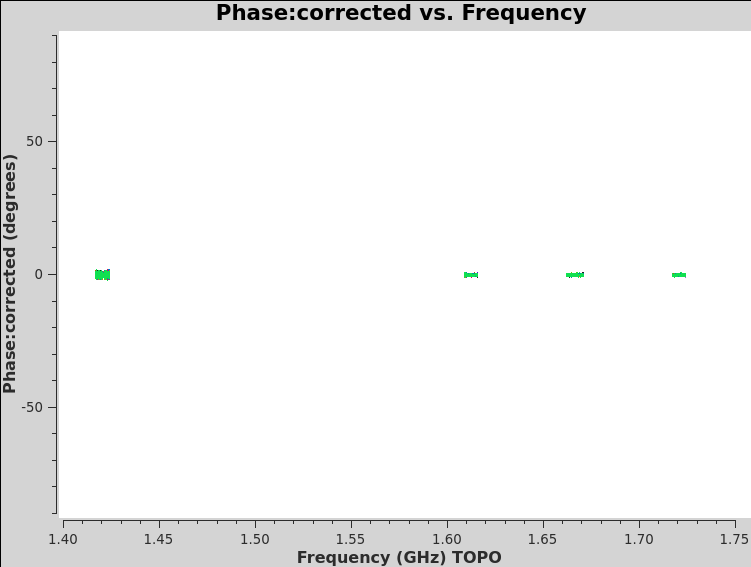 Phase:corrected vs. Frequency
Phase:corrected (degrees)
50
0
-50
1.40 1.45 1.50 1.55 1.60 1.65 1.70 1.75
Frequency (GHz) TOPO